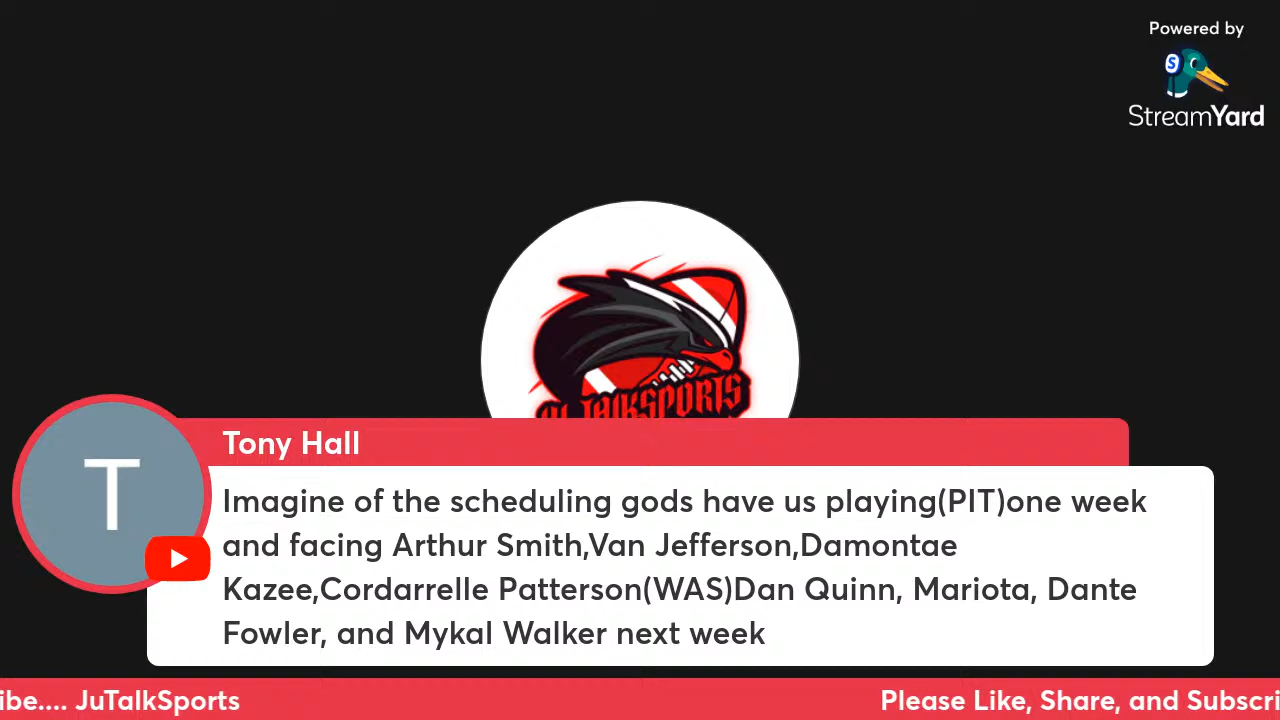 Powered by
StreamYard
JU TALKSPORTS
Tony Hall
Imagine of the scheduling gods have us playing(PIT)one week
and facing Arthur Smith,Van Jefferson,Damontae
Kazee,Cordarrelle Patterson(WAS)Dan Quinn, Mariota, Dante
Fowler, and Mykal Walker next week
T
ibe.... JuTalkSports
Please Like, Share, and Subscri